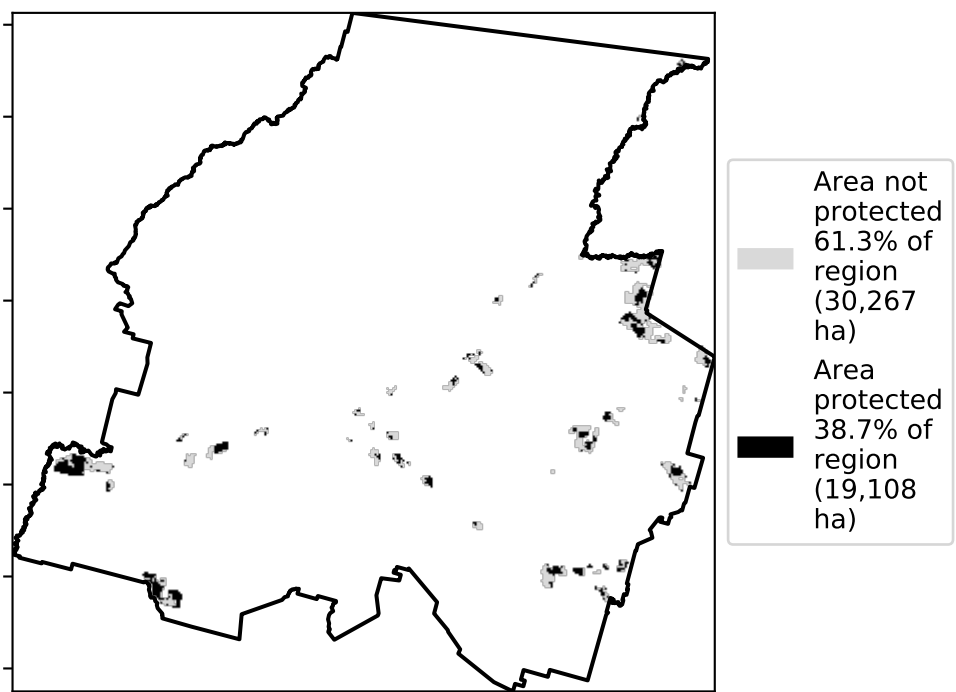 Area not
protected
61.3% of
region
(30,267
ha)
Area
protected
38.7% of
region
(19,108
ha)